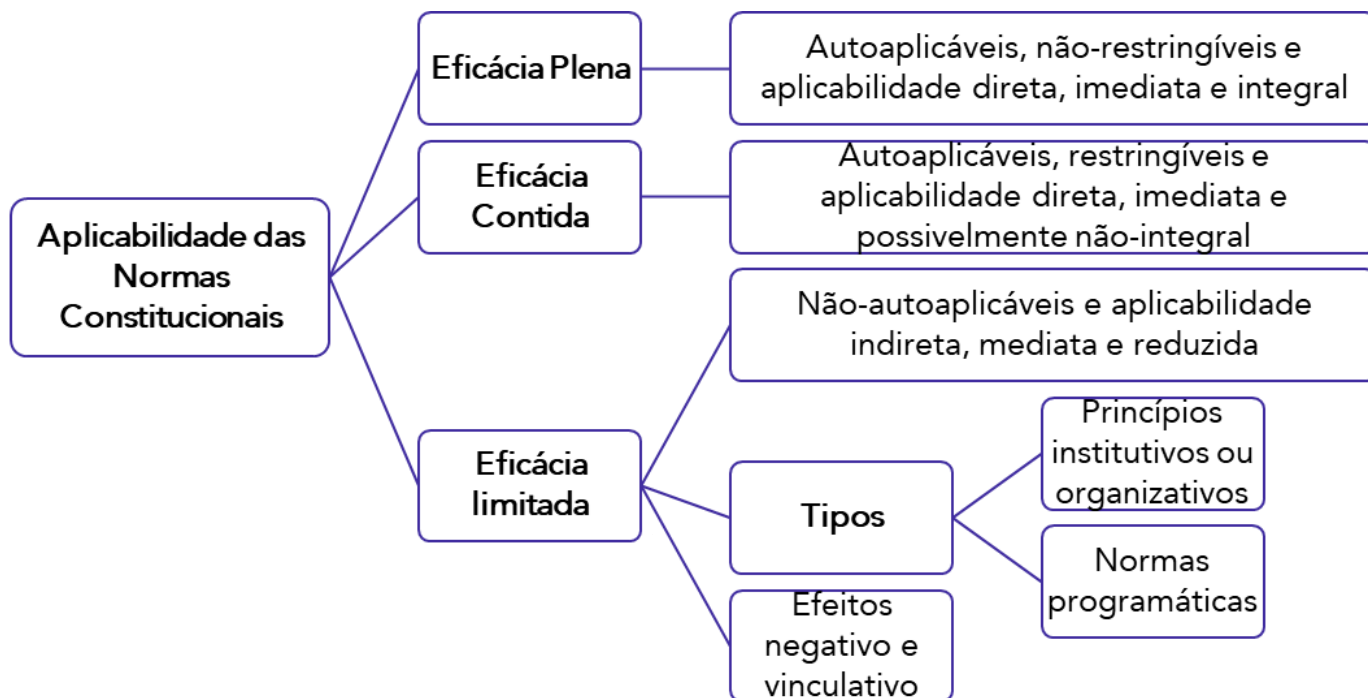 Aplicabilidade das
Normas
Constitucionais
Eficácia Plena
Autoaplicáveis, não-restringíveis e
aplicabilidade direta, imediata e integral
Eficácia
Contida
Autoaplicáveis, restringíveis e
aplicabilidade direta, imediata e
possivelmente não-integral
Eficácia
limitada
Não-autoaplicáveis e aplicabilidade
indireta, mediata e reduzida
Tipos
Princípios
institutivos ou
organizativos
Normas
programáticas
Efeitos
negativo e
vinculativo